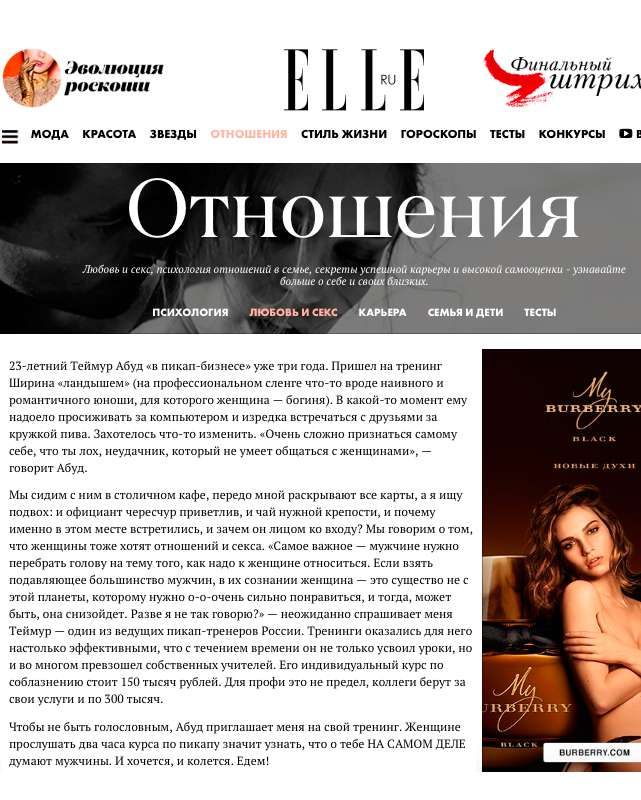 Эволюция
роскоши
ELLE
RU
Финальный
штрих
МОДА КРАСОТА ЗВЕЗДЫ ОТНОШЕНИЯ СТИЛЬ ЖИЗНИ ГОРОСКОПЫ ТЕСТЫ КОНКУРСЫ В
Отношения
Любовь и секс, психология отношений в семье, секреты успешной карьеры и высокой самооценки - узнавайте
больше о себе и своих близких.
ПСИХОЛОГИЯ ЛЮБОВЬ И СЕКС КАРЬЕРА СЕМЬЯ И ДЕТИ ТЕСТЫ
23-летний Теймур Абуд «в пикап-бизнесе» уже три года. Пришел на тренинг
Ширина «ландышем» (на профессиональном сленге что-то вроде наивного и
романтичного юноши, для которого женщина — богиня). В какой-то момент ему
надоело просиживать за компьютером и изредка встречаться с друзьями за
кружкой пива. Захотелось что-то изменить. «Очень сложно признаться самому
себе, что ты лох, неудачник, который не умеет общаться с женщинами», —
говорит Абуд.
Мы сидим с ним в столичном кафе, передо мной раскрывают все карты, а я ищу
подвох: и официант чересчур приветлив, и чай нужной крепости, и почему
именно в этом месте встретились, и зачем он лицом ко входу? Мы говорим о том,
что женщины тоже хотят отношений и секса. «Самое важное — мужчине нужно
перебрать голову на тему того, как надо к женщине относиться. Если взять
подавляющее большинство мужчин, в их сознании женщина — это существо не с
этой планеты, которому нужно о-о-очень сильно понравиться, и тогда, может
быть, она снизойдет. Разве я не так говорю?» — неожиданно спрашивает меня
Теймур — один из ведущих пикап-тренеров России. Тренинги оказались для него
настолько эффективными, что с течением времени он не только усвоил уроки, но
и во многом превзошел собственных учителей. Его индивидуальный курс по
соблазнению стоит 150 тысяч рублей. Для профи это не предел, коллеги берут за
свои услуги и по 300 тысяч.
Чтобы не быть голословным, Абуд приглашает меня на свой тренинг. Женщине
прослушать два часа курса по пикапу значит узнать, что о тебе НА САМОМ ДЕЛЕ
думают мужчины. И хочется, и колется. Едем!
My
BURBERRY
BLACK
НОВЫЕ ДУХИ
My
BURBERRY
BLACK
BURBERRY.COM